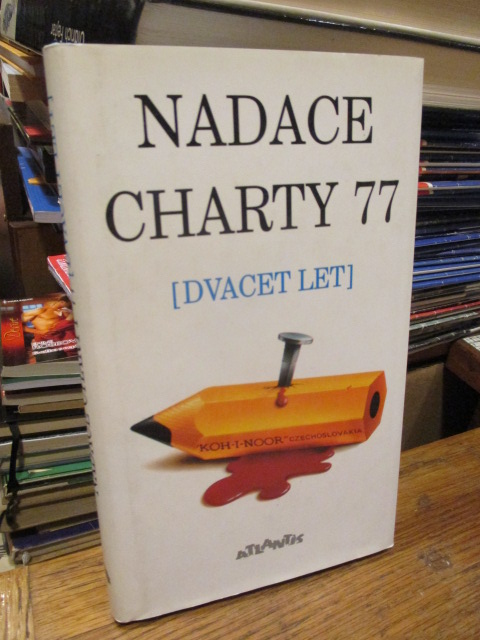 NADACE
CHARTY 77
[DVACET LET]
KOH-I-NOOR CZECHOSLOVAKIA
ATLANTIS